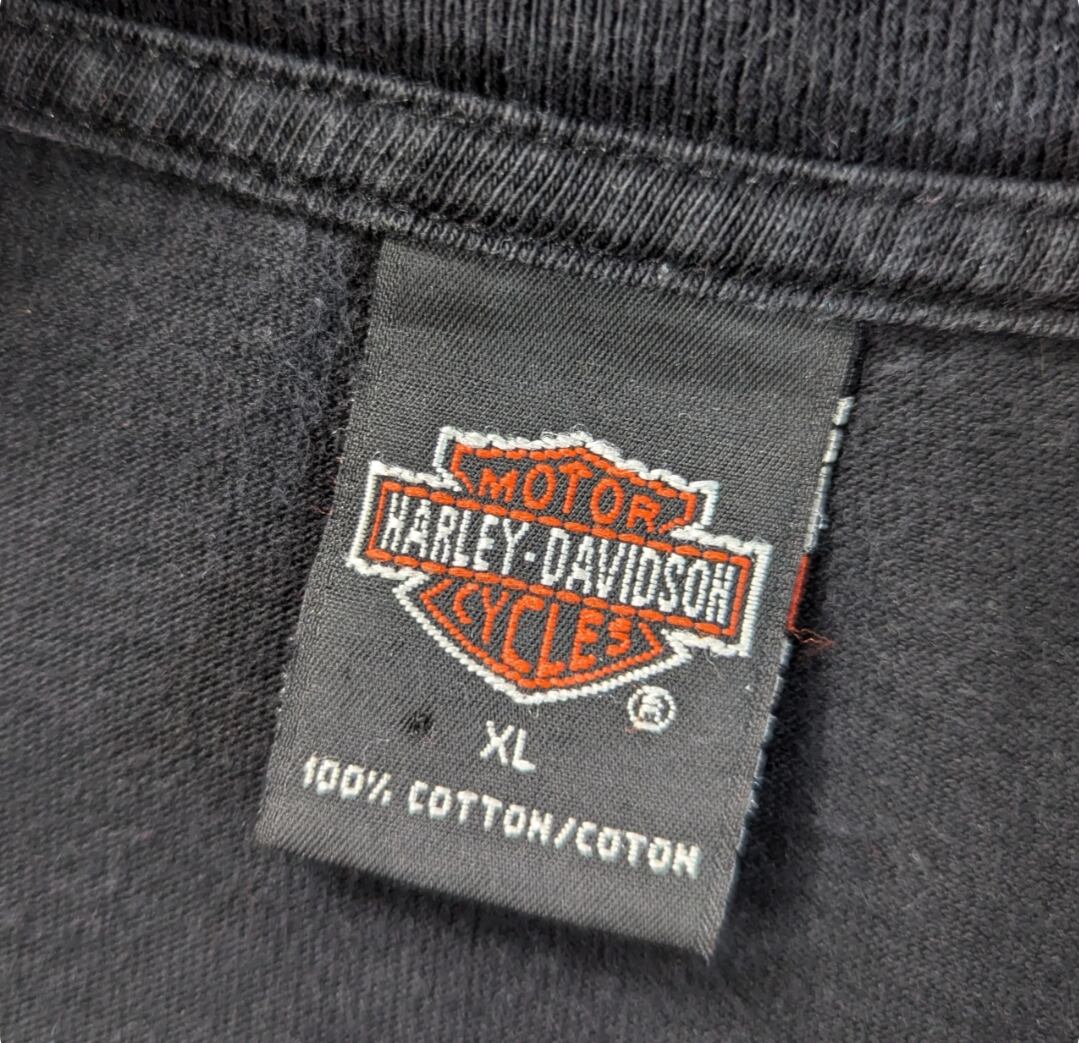 MOTOR
HARLEY-DAVIDSON
CYCLES
®
XL
100% COTTON/COTON